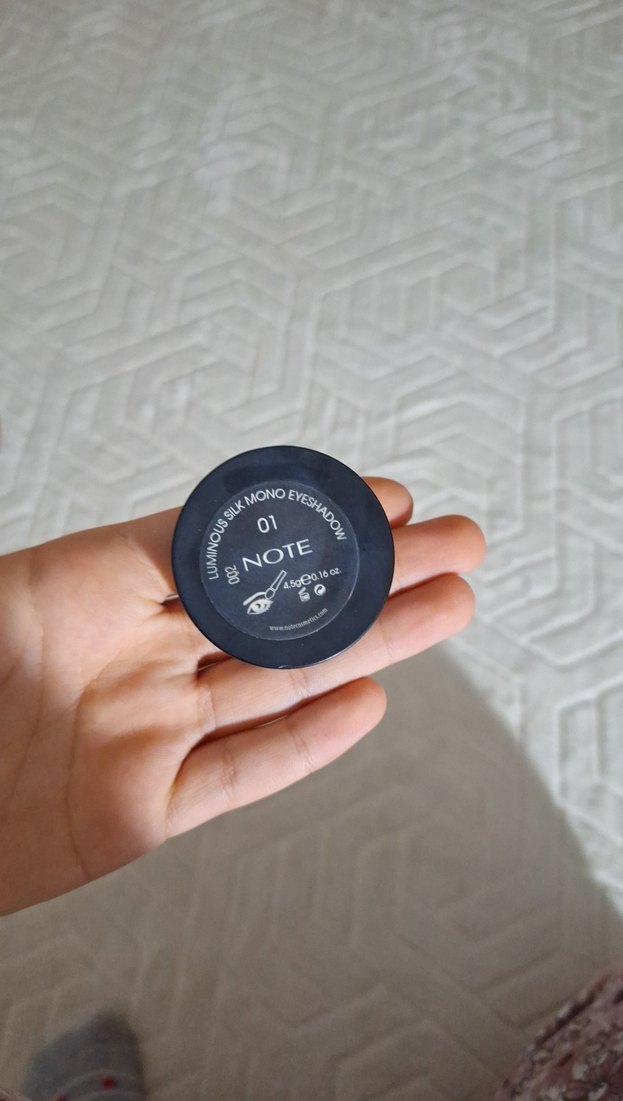 LUMINOUS SILK MONO EYESHADOW
01
NOTE
002
4.5g e 0.16 oz.
www.notecosmetics.com